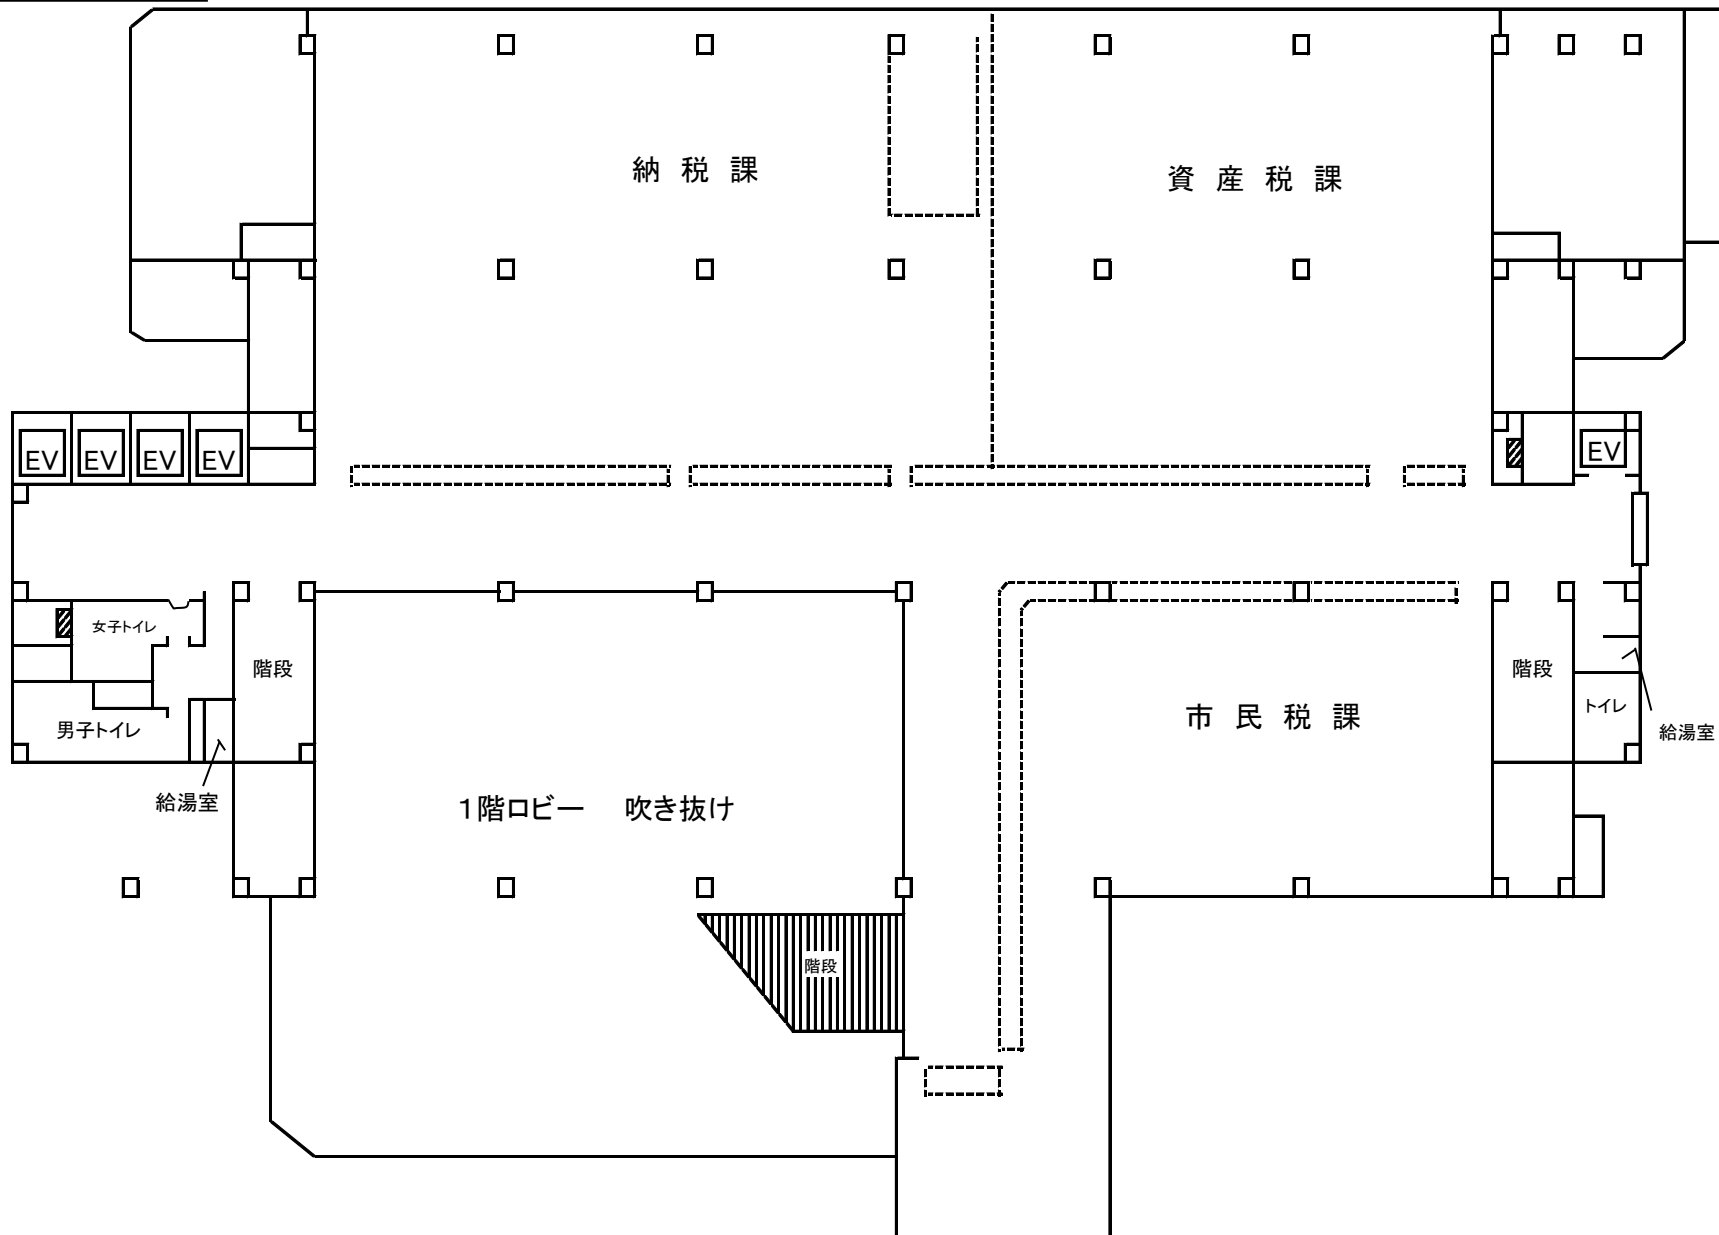 納税課
資産税課
EV
EV
EV
EV
EV
女子トイレ
階段
階段
男子トイレ
市民税課
トイレ
給湯室
給湯室
1階ロビー 吹き抜け
階段